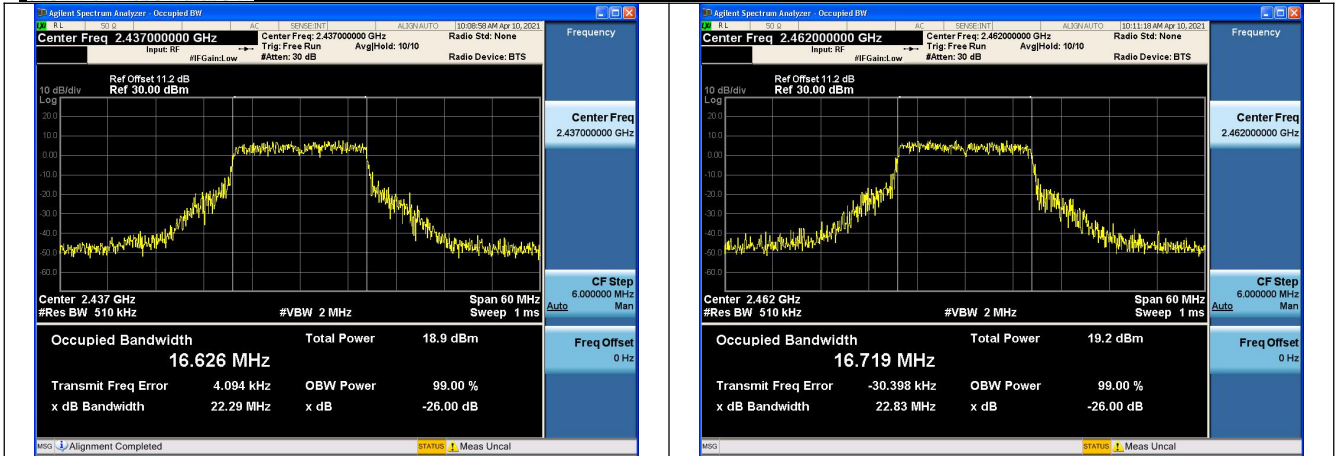 Agilent Spectrum Analyzer - Occupied BW
RL 50 Ω AC SENSE:INT ALIGN AUTO 10:08:58 AM Apr 10, 2021
Center Freq 2.437000000 GHz Center Freq: 2.437000000 GHz Radio Std: None Frequency
Input: RF Trig: Free Run Avg|Hold: 10/10
#IFGain:Low #Atten: 30 dB Radio Device: BTS
Ref Offset 11.2 dB
10 dB/div Ref 30.00 dBm
Log
20.0
10.0
0.00
-10.0
-20.0
-30.0
-40.0
-50.0
-60.0
Center Freq
2.437000000 GHz
Center 2.437 GHz Span 60 MHz
#Res BW 510 kHz #VBW 2 MHz Sweep 1 ms
CF Step
6.000000 MHz
Auto Man
Occupied Bandwidth Total Power 18.9 dBm
16.626 MHz
Transmit Freq Error 4.094 kHz OBW Power 99.00 %
x dB Bandwidth 22.29 MHz x dB -26.00 dB
Freq Offset
0 Hz
MSG Alignment Completed STATUS Meas Uncal
Agilent Spectrum Analyzer - Occupied BW
RL 50 Ω AC SENSE:INT ALIGN AUTO 10:11:18 AM Apr 10, 2021
Center Freq 2.462000000 GHz Center Freq: 2.462000000 GHz Radio Std: None Frequency
Input: RF Trig: Free Run Avg|Hold: 10/10
#IFGain:Low #Atten: 30 dB Radio Device: BTS
Ref Offset 11.2 dB
10 dB/div Ref 30.00 dBm
Log
20.0
10.0
0.00
-10.0
-20.0
-30.0
-40.0
-50.0
-60.0
Center Freq
2.462000000 GHz
Center 2.462 GHz Span 60 MHz
#Res BW 510 kHz #VBW 2 MHz Sweep 1 ms
CF Step
6.000000 MHz
Auto Man
Occupied Bandwidth Total Power 19.2 dBm
16.719 MHz
Transmit Freq Error -30.398 kHz OBW Power 99.00 %
x dB Bandwidth 22.83 MHz x dB -26.00 dB
Freq Offset
0 Hz
MSG STATUS Meas Uncal